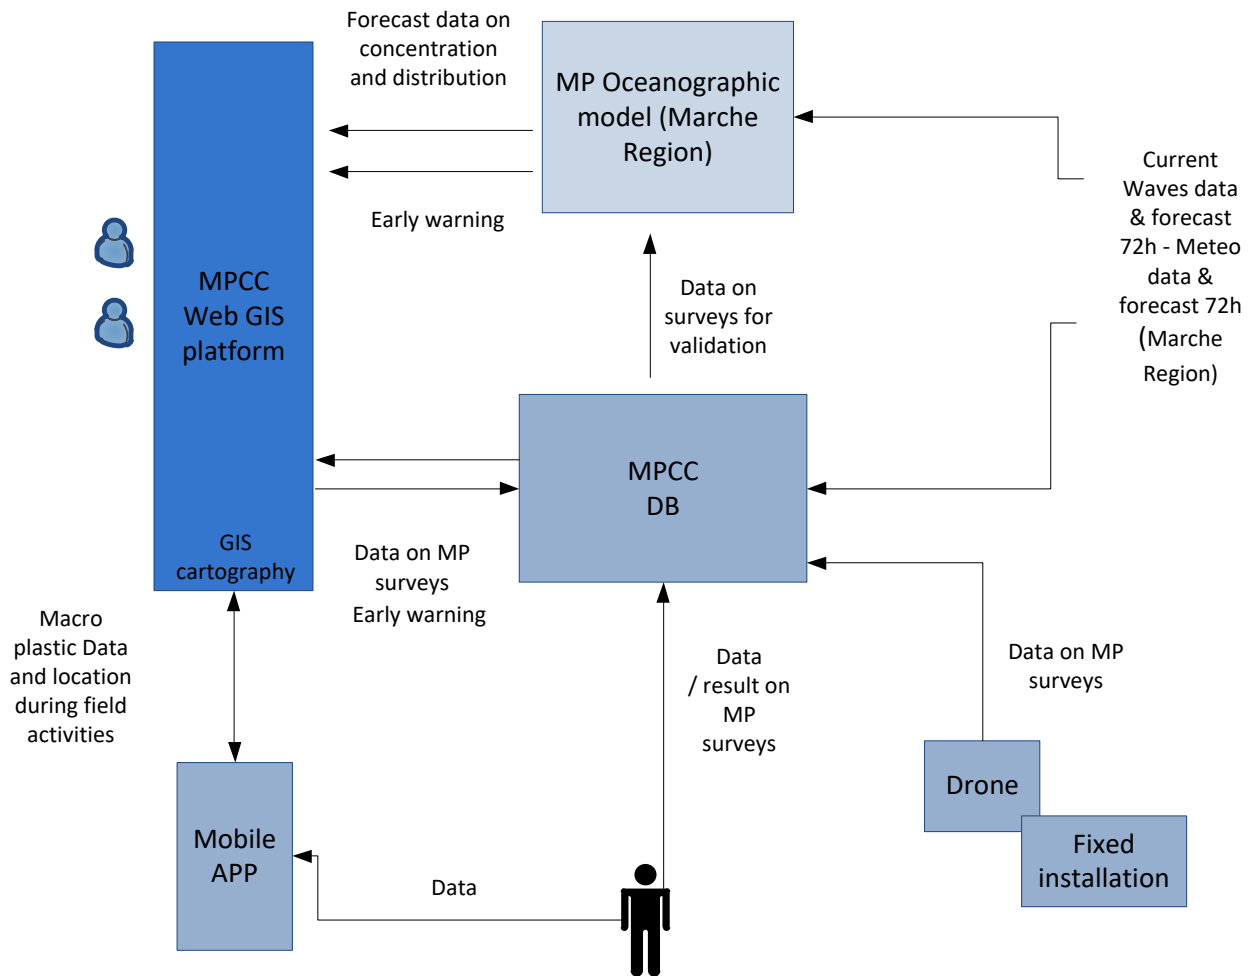 Forecast data on
concentration
and distribution
MP Oceanographic
model (Marche
Region)
Current
Waves data
& forecast
72h - Meteo
data &
forecast 72h
(Marche
Region)
Early warning
MPCC
Web GIS
platform
Data on
surveys for
validation
MPCC
DB
GIS
cartography
Data on MP
surveys
Early warning
Macro
plastic Data
and location
during field
activities
Data
/ result on
MP
surveys
Data on MP
surveys
Drone
Fixed
installation
Mobile
APP
Data